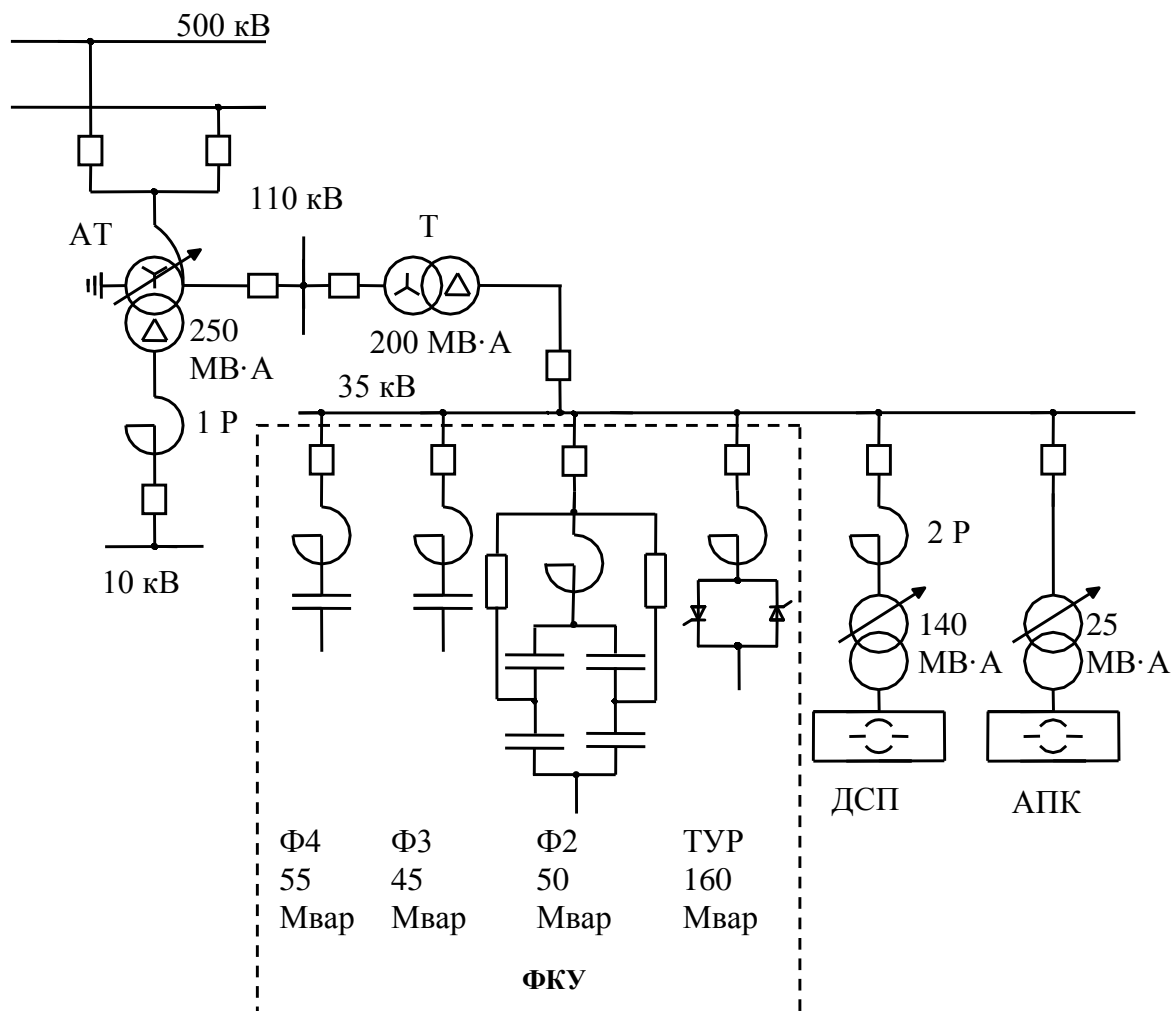 500 кВ
110 кВ
АТ
Т
250
МВ·А
200 МВ·А
35 кВ
1 Р
2 Р
10 кВ
140
МВ·А
25
МВ·А
ДСП
АПК
Ф4
55
Мвар
Ф3
45
Мвар
Ф2
50
Мвар
ТУР
160
Мвар
ФКУ